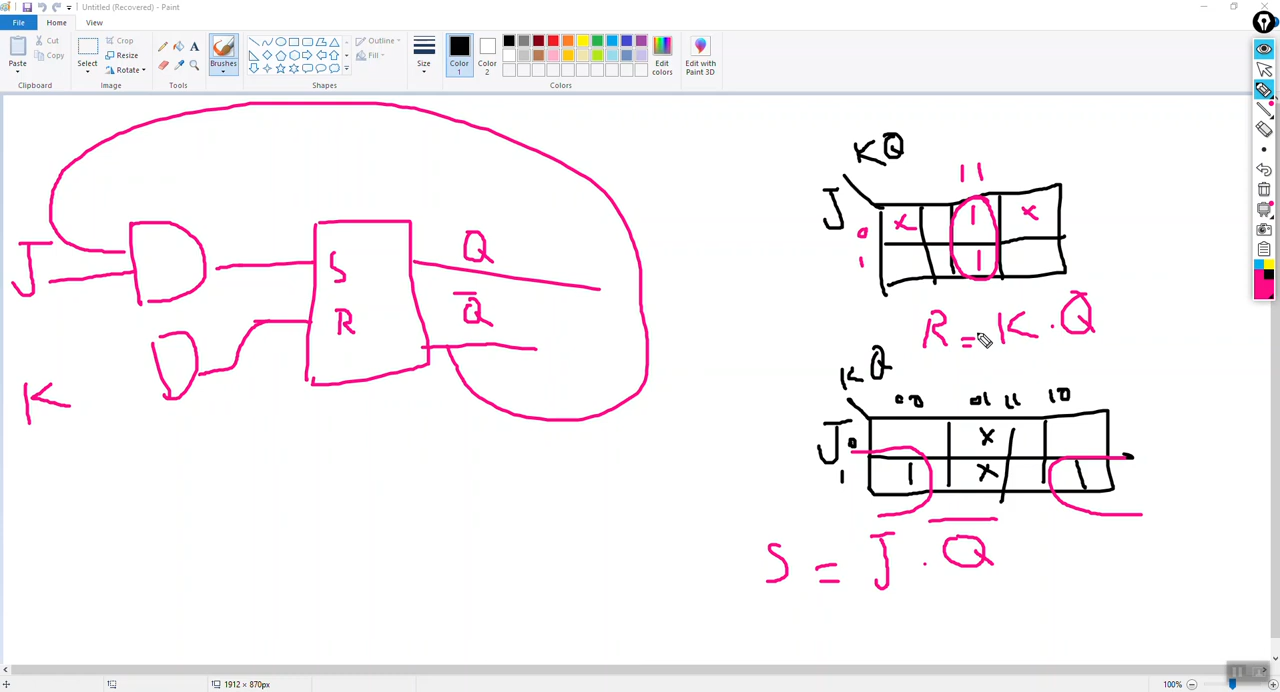 Untitled (Recovered) - Paint
File Home View
Paste Cut Copy Clipboard
Select Crop Resize Rotate Image
A Tools
Brushes
Outline Fill Shapes
Size
Color 1 Color 2 Edit colors Colors
Edit with Paint 3D
J
K
S
R
Q
Q̅
K Q
J
11
x 1 x
0
1 1
R = K . Q̅
K Q
J
00 01 11 10
0 x
1 1 x 1
S = J . Q̅
1912 × 870px
100%